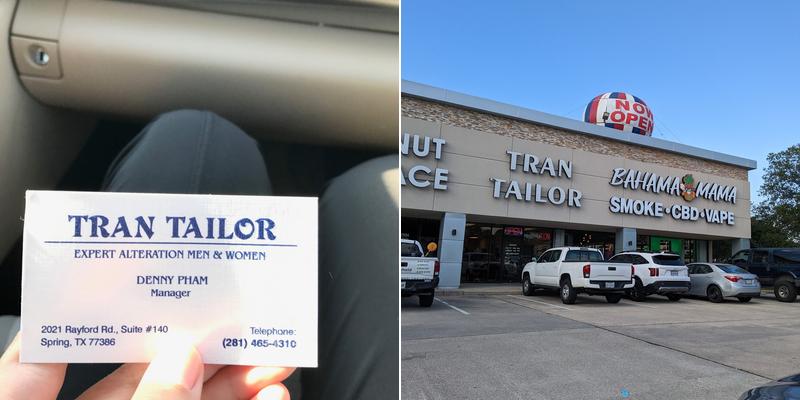 TRAN TAILOR
EXPERT ALTERATION MEN & WOMEN
DENNY PHAM
Manager
2021 Rayford Rd., Suite #140
Spring, TX 77386
Telephone:
(281) 465-4310
NOW
OPEN
NUT
ACE
TRAN
TAILOR
BAHAMA MAMA
SMOKE•CBD•VAPE
OPEN